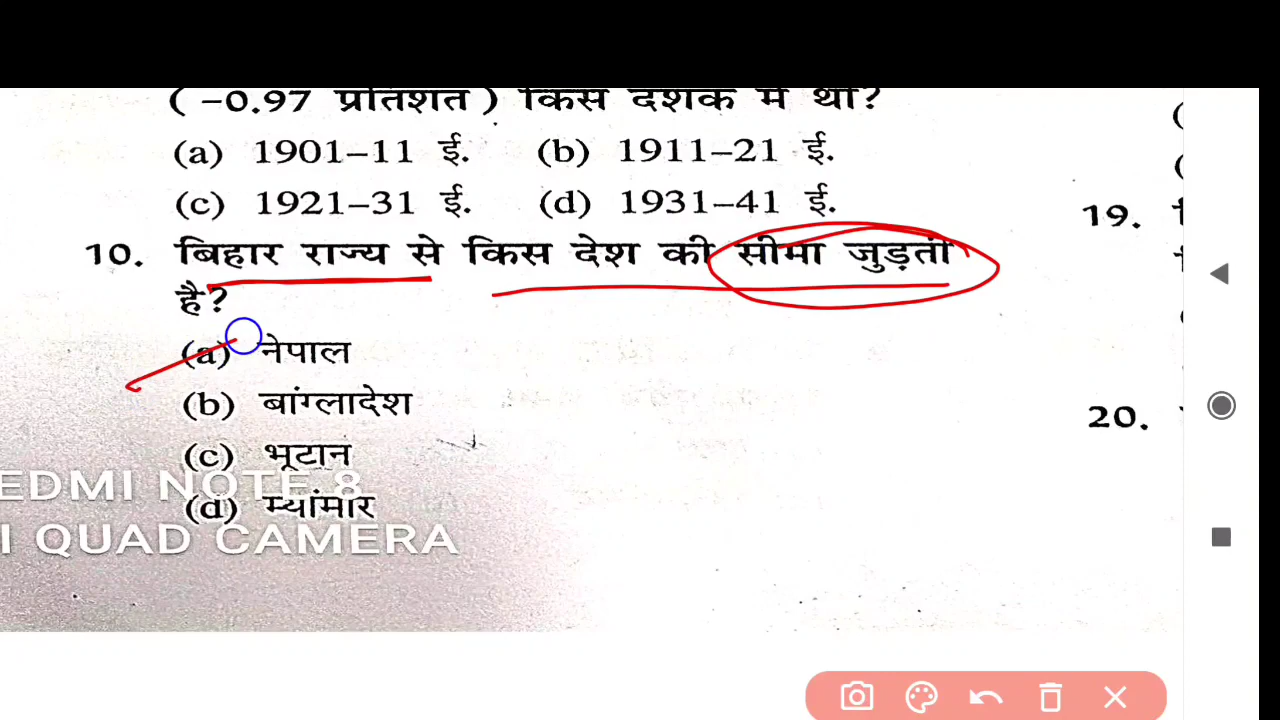 ( –0.97 प्रतिशत ) किस दशक में थी?
(a) 1901–11 ई. (b) 1911–21 ई.
(c) 1921–31 ई. (d) 1931–41 ई.
10. बिहार राज्य से किस देश की सीमा जुड़ती
है?
(a) नेपाल
(b) बांग्लादेश
(c) भूटान
(d) म्यांमार
EDMI NOTE 8
I QUAD CAMERA
19.
20.